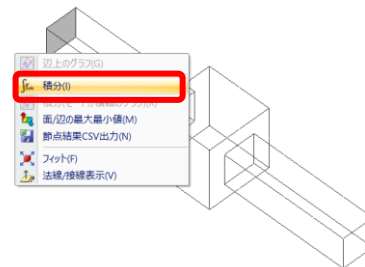 辺上のグラフ(G)
積分(I)
面/辺の最大最小値(M)
節点結果CSV出力(N)
フィット(F)
法線/接線表示(V)